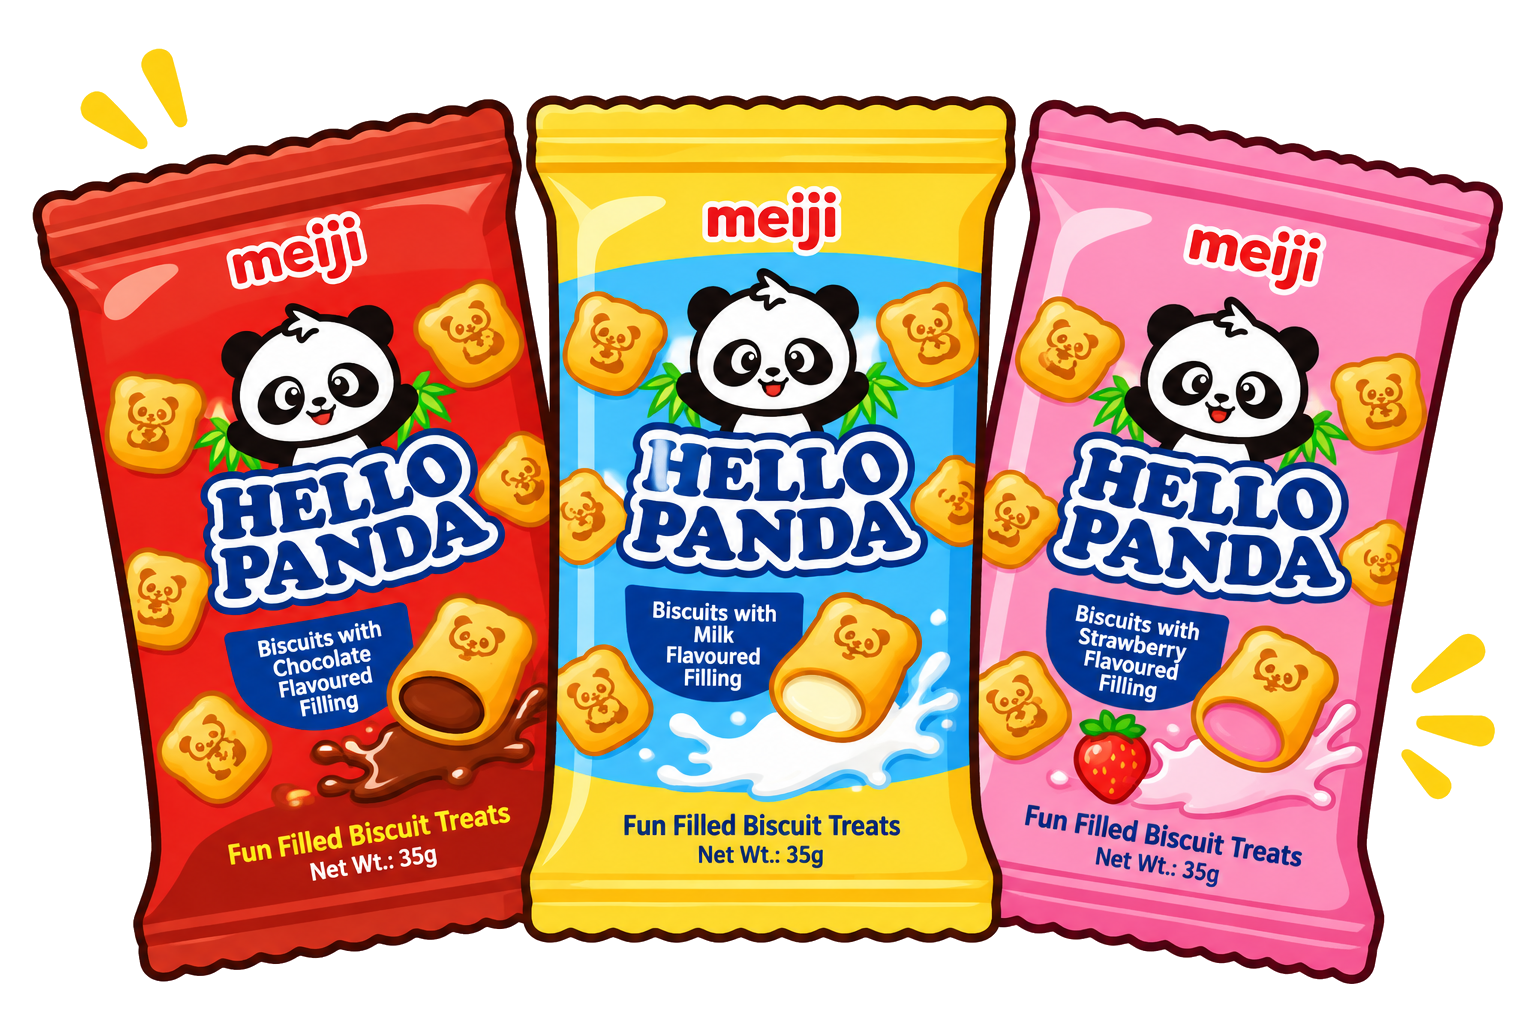 meiji
HELLO
PANDA
Biscuits with
Chocolate
Flavoured
Filling
Fun Filled Biscuit Treats
Net Wt.: 35g
meiji
HELLO
PANDA
Biscuits with
Milk
Flavoured
Filling
Fun Filled Biscuit Treats
Net Wt.: 35g
meiji
HELLO
PANDA
Biscuits with
Strawberry
Flavoured
Filling
Fun Filled Biscuit Treats
Net Wt.: 35g